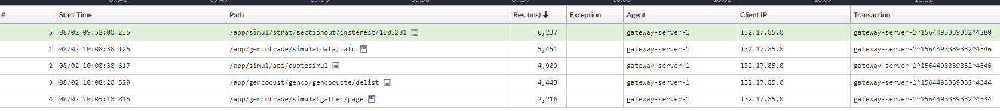 # Start Time Path Res. (ms) Exception Agent Client IP Transaction
5 08/02 09:52:00 235 /app/simul/strat/sectionout/insterest/1005281 6,237 gateway-server-1 132.17.85.0 gateway-server-1^1564493339332^4280
1 08/02 10:08:38 125 /app/gencotrade/simulatdata/calc 5,451 gateway-server-1 132.17.85.0 gateway-server-1^1564493339332^4346
2 08/02 10:08:38 617 /app/simul/api/quotesimul 4,909 gateway-server-1 132.17.85.0 gateway-server-1^1564493339332^4346
3 08/02 10:08:20 529 /app/gencocust/genco/gencoquote/delist 4,443 gateway-server-1 132.17.85.0 gateway-server-1^1564493339332^4344
4 08/02 10:05:10 815 /app/gencotrade/simulatgather/page 2,216 gateway-server-1 132.17.85.0 gateway-server-1^1564493339332^4334